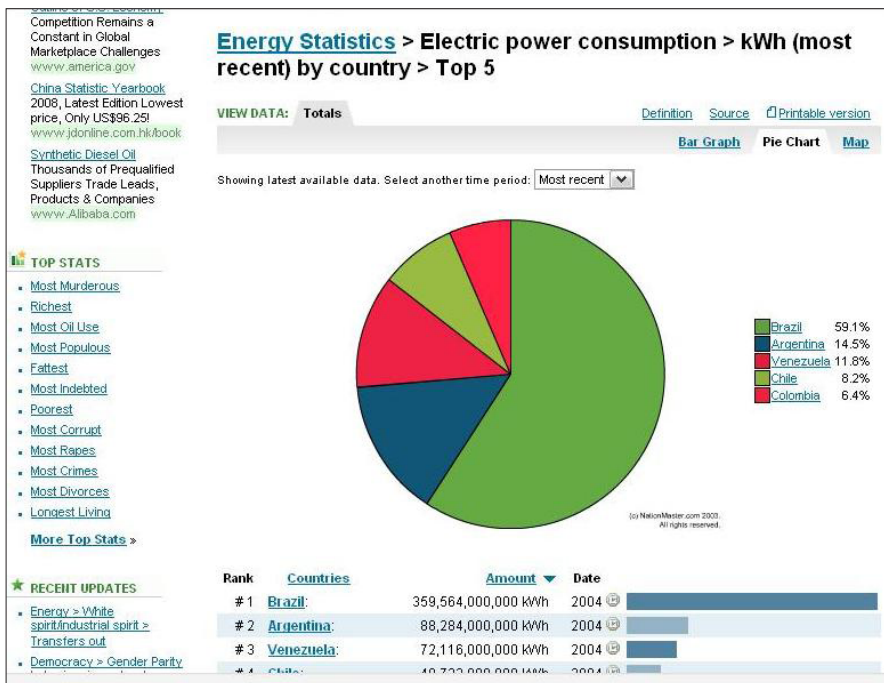 Outline of U.S. Economy
Competition Remains a
Constant in Global
Marketplace Challenges
www.america.gov
China Statistic Yearbook
2008, Latest Edition Lowest
price, Only US$96.25!
www.jdonline.com.hk/book
Synthetic Diesel Oil
Thousands of Prequalified
Suppliers Trade Leads,
Products & Companies
www.Alibaba.com
TOP STATS
Most Murderous
Richest
Most Oil Use
Most Populous
Fattest
Most Indebted
Poorest
Most Corrupt
Most Rapes
Most Crimes
Most Divorces
Longest Living
More Top Stats »
RECENT UPDATES
Energy > White
spirit/industrial spirit >
Transfers out
Democracy > Gender Parity
Energy Statistics > Electric power consumption > kWh (most
recent) by country > Top 5
VIEW DATA: Totals Definition Source Printable version
Bar Graph Pie Chart Map
Showing latest available data. Select another time period: Most recent
Brazil 59.1%
Argentina 14.5%
Venezuela 11.8%
Chile 8.2%
Colombia 6.4%
(c) NationMaster.com 2003.
All rights reserved.
Rank Countries Amount Date
# 1 Brazil: 359,564,000,000 kWh 2004
# 2 Argentina: 88,284,000,000 kWh 2004
# 3 Venezuela: 72,116,000,000 kWh 2004
# 4 Chile: 2004